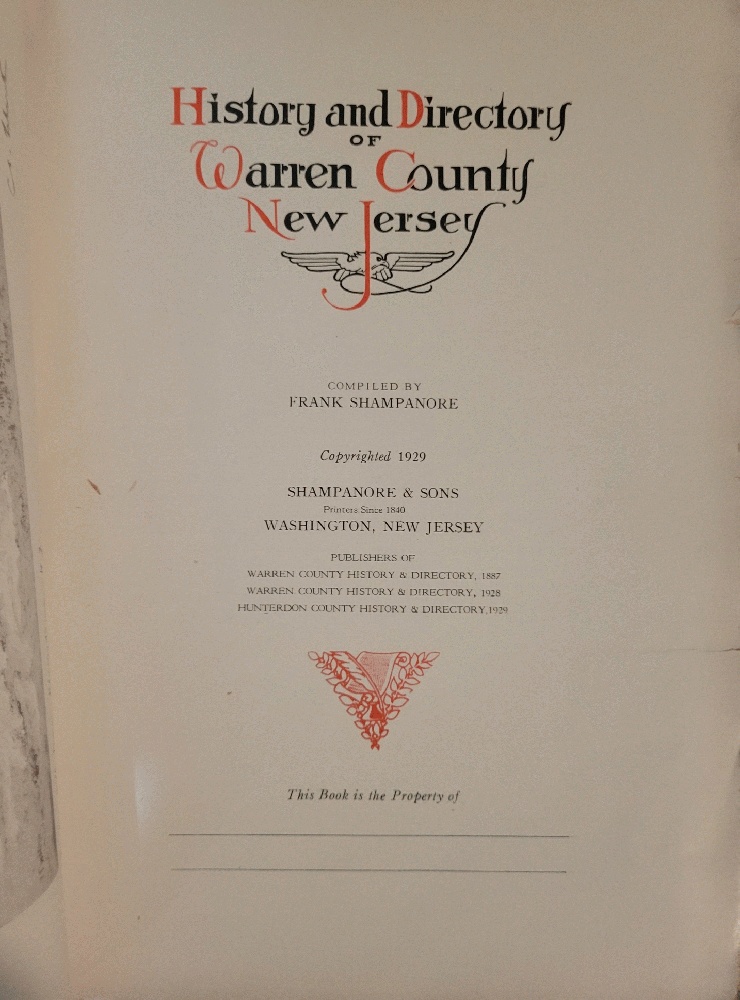 History and Directory
OF
Warren County
New Jersey
COMPILED BY
FRANK SHAMPANORE
Copyrighted 1929
SHAMPANORE & SONS
Printers Since 1840
WASHINGTON, NEW JERSEY
PUBLISHERS OF
WARREN COUNTY HISTORY & DIRECTORY, 1887
WARREN COUNTY HISTORY & DIRECTORY, 1928
HUNTERDON COUNTY HISTORY & DIRECTORY,1929
This Book is the Property of